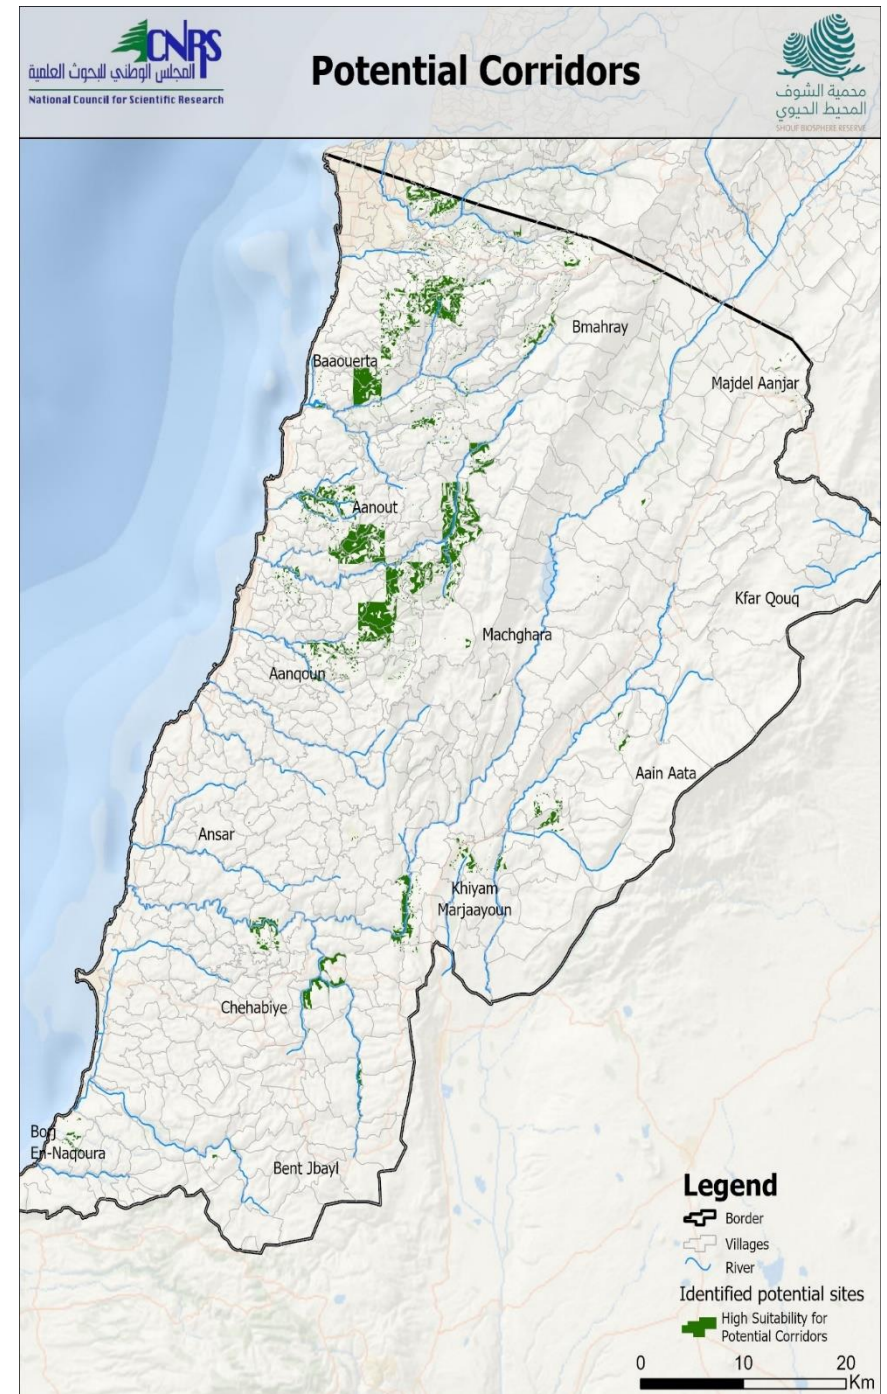 CNRS
المجلس الوطني للبحوث العلمية
National Council for Scientific Research
Potential Corridors
محمية الشوف
المحيط الحيوي
SHOUF BIOSPHERE RESERVE
Bmahray
Baaouerta
Majdel Aanjar
Aanout
Kfar Qouq
Machghara
Aanqoun
Aain Aata
Ansar
Khiyam
Marjaayoun
Chehabiye
Borj
En-Naqoura
Bent Jbayl
Legend
Border
Villages
River
Identified potential sites
High Suitability for
Potential Corridors
0 10 20
Km